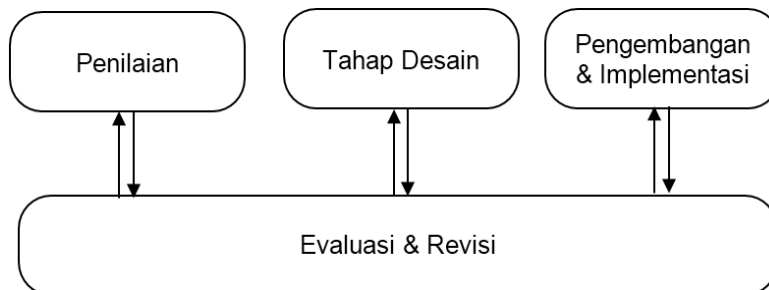 Penilaian
Tahap Desain
Pengembangan
& Implementasi
Evaluasi & Revisi